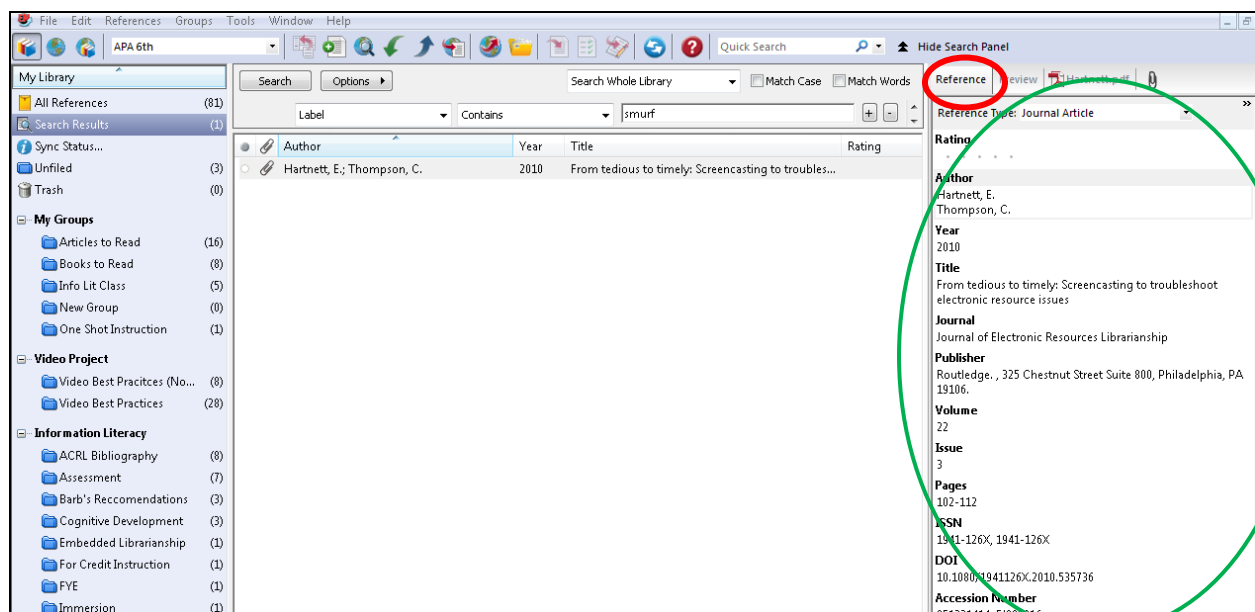 File Edit References Groups Tools Window Help
APA 6th
Quick Search
Hide Search Panel
My Library
All References (81)
Search Results (1)
Sync Status...
Unfiled (3)
Trash (0)
My Groups
Articles to Read (16)
Books to Read (8)
Info Lit Class (5)
New Group (0)
One Shot Instruction (1)
Video Project
Video Best Pracitces (No... (8)
Video Best Practices (28)
Information Literacy
ACRL Bibliography (8)
Assessment (7)
Barb's Reccomendations (3)
Cognitive Development (3)
Embedded Librarianship (1)
For Credit Instruction (1)
FYE (1)
Immersion (1)
Search Options Search Whole Library Match Case Match Words
Label Contains smurf
Author Year Title Rating
Hartnett, E.; Thompson, C. 2010 From tedious to timely: Screencasting to troubles...
Reference Preview Hartnett.pdf
Reference Type: Journal Article »
Rating
Author
Hartnett, E.
Thompson, C.
Year
2010
Title
From tedious to timely: Screencasting to troubleshoot
electronic resource issues
Journal
Journal of Electronic Resources Librarianship
Publisher
Routledge. , 325 Chestnut Street Suite 800, Philadelphia, PA
19106.
Volume
22
Issue
3
Pages
102-112
ISSN
1941-126X, 1941-126X
DOI
10.1080/1941126X.2010.535736
Accession Number